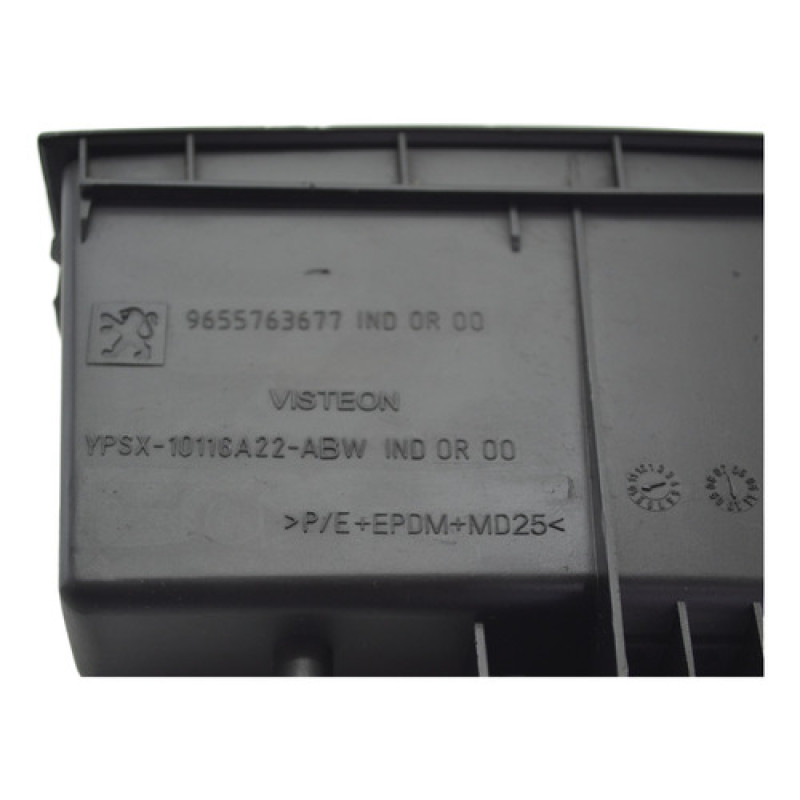 9655763677 IND OR 00
VISTEON
YPSX-10116A22-ABW IND OR 00
>P/E+EPDM+MD25<